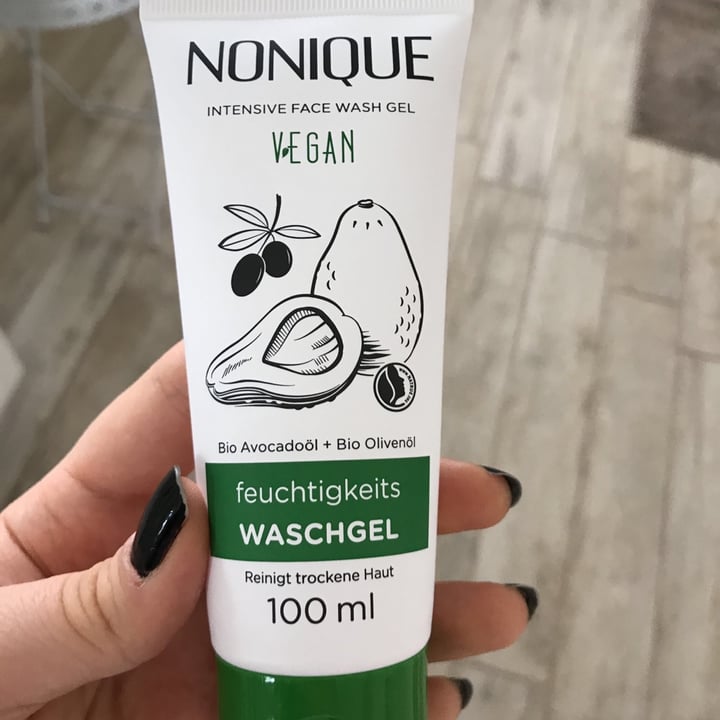 NONIQUE
INTENSIVE FACE WASH GEL
VEGAN
Bio Avocadoöl + Bio Olivenöl
feuchtigkeits
WASCHGEL
Reinigt trockene Haut
100 ml